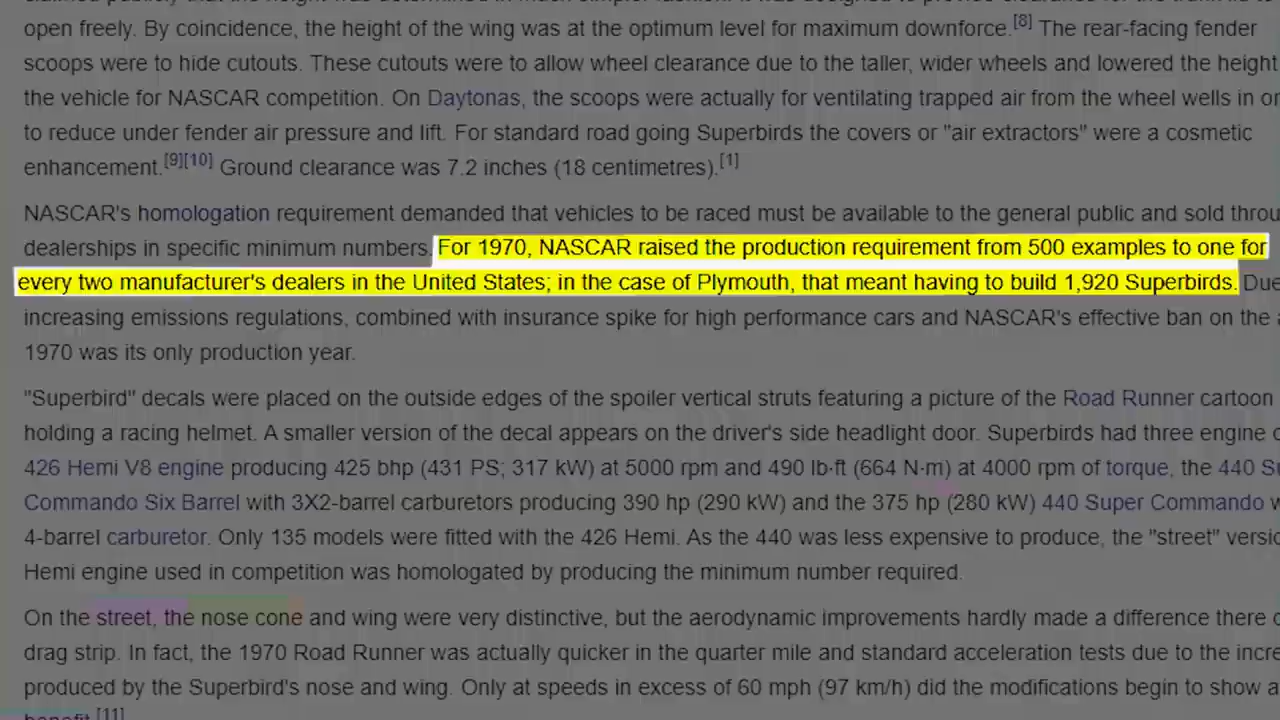 open freely. By coincidence, the height of the wing was at the optimum level for maximum downforce.[8] The rear-facing fender
scoops were to hide cutouts. These cutouts were to allow wheel clearance due to the taller, wider wheels and lowered the height
the vehicle for NASCAR competition. On Daytonas, the scoops were actually for ventilating trapped air from the wheel wells in or
to reduce under fender air pressure and lift. For standard road going Superbirds the covers or "air extractors" were a cosmetic
enhancement.[9][10] Ground clearance was 7.2 inches (18 centimetres).[1]
NASCAR's homologation requirement demanded that vehicles to be raced must be available to the general public and sold throu
dealerships in specific minimum numbers. For 1970, NASCAR raised the production requirement from 500 examples to one for
every two manufacturer's dealers in the United States; in the case of Plymouth, that meant having to build 1,920 Superbirds. Due
increasing emissions regulations, combined with insurance spike for high performance cars and NASCAR's effective ban on the a
1970 was its only production year.
"Superbird" decals were placed on the outside edges of the spoiler vertical struts featuring a picture of the Road Runner cartoon
holding a racing helmet. A smaller version of the decal appears on the driver's side headlight door. Superbirds had three engine o
426 Hemi V8 engine producing 425 bhp (431 PS; 317 kW) at 5000 rpm and 490 lb·ft (664 N·m) at 4000 rpm of torque, the 440 Su
Commando Six Barrel with 3X2-barrel carburetors producing 390 hp (290 kW) and the 375 hp (280 kW) 440 Super Commando w
4-barrel carburetor. Only 135 models were fitted with the 426 Hemi. As the 440 was less expensive to produce, the "street" versio
Hemi engine used in competition was homologated by producing the minimum number required.
On the street, the nose cone and wing were very distinctive, but the aerodynamic improvements hardly made a difference there o
drag strip. In fact, the 1970 Road Runner was actually quicker in the quarter mile and standard acceleration tests due to the incre
produced by the Superbird's nose and wing. Only at speeds in excess of 60 mph (97 km/h) did the modifications begin to show a
benefit.[11]